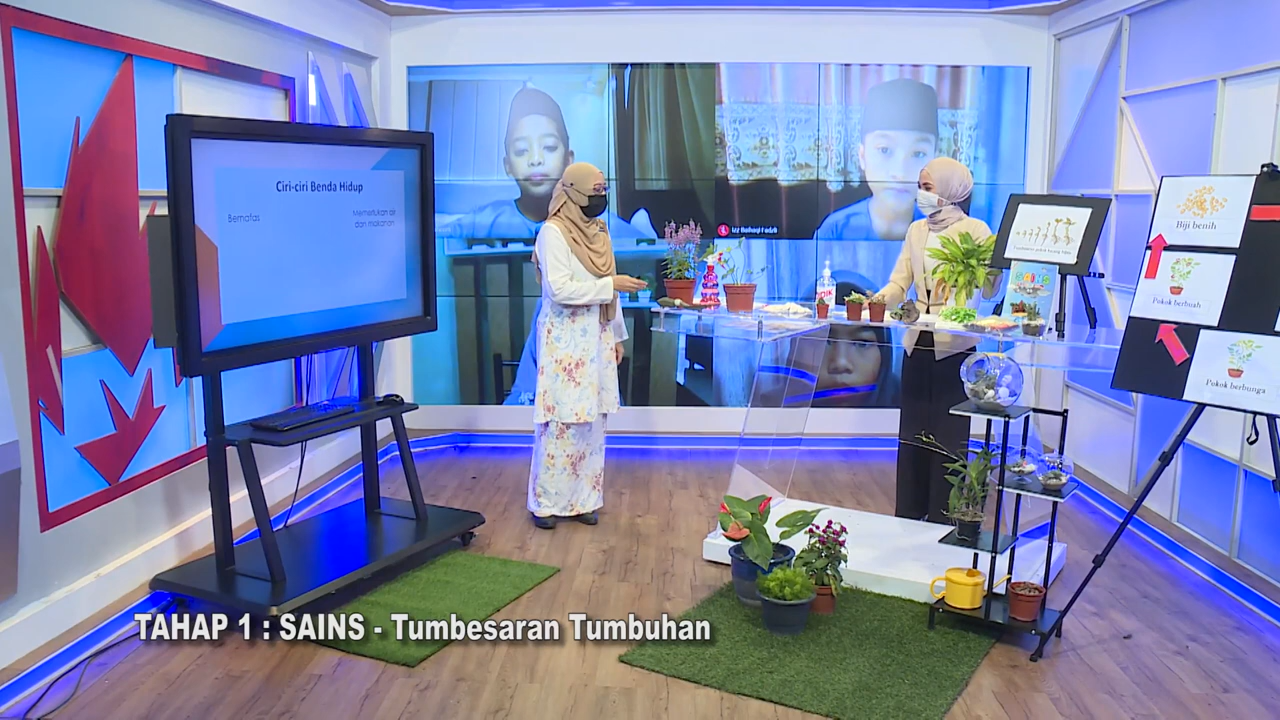 Ciri-ciri Benda Hidup
Bernafas
Memerlukan air
dan makanan
SAINS
Biji benih
Pokok berbuah
Pokok berbunga
TAHAP 1 : SAINS - Tumbesaran Tumbuhan